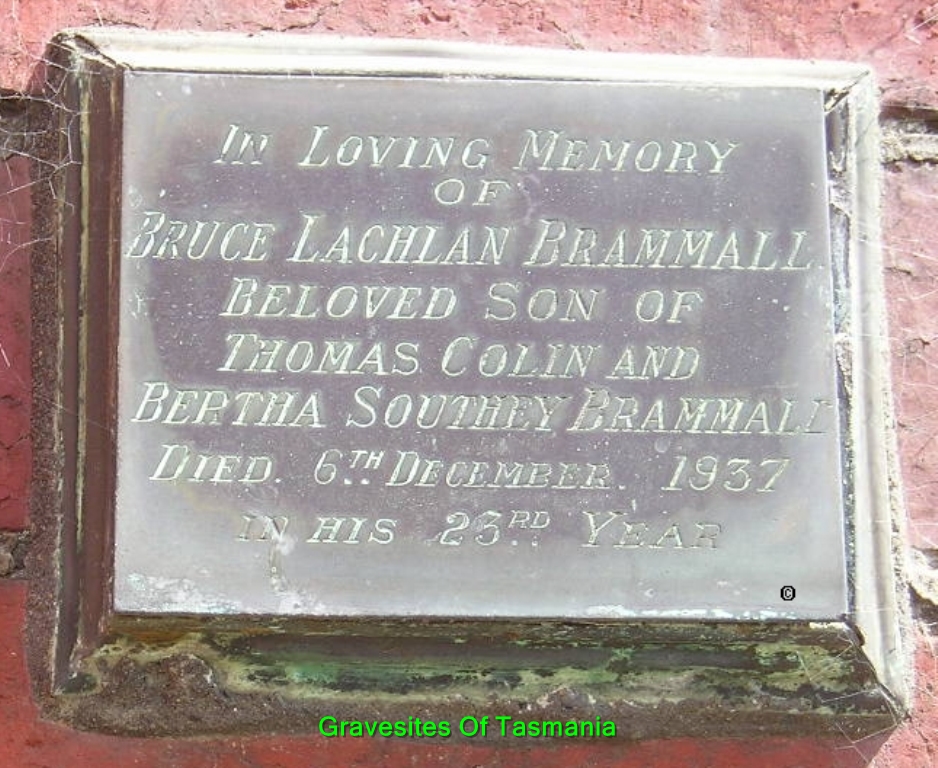 In Loving Memory
of
Bruce Lachlan Brammall
Beloved Son of
Thomas Colin and
Bertha Southey Brammall
Died. 6TH December. 1937
in his 23RD Year
©
Gravesites Of Tasmania